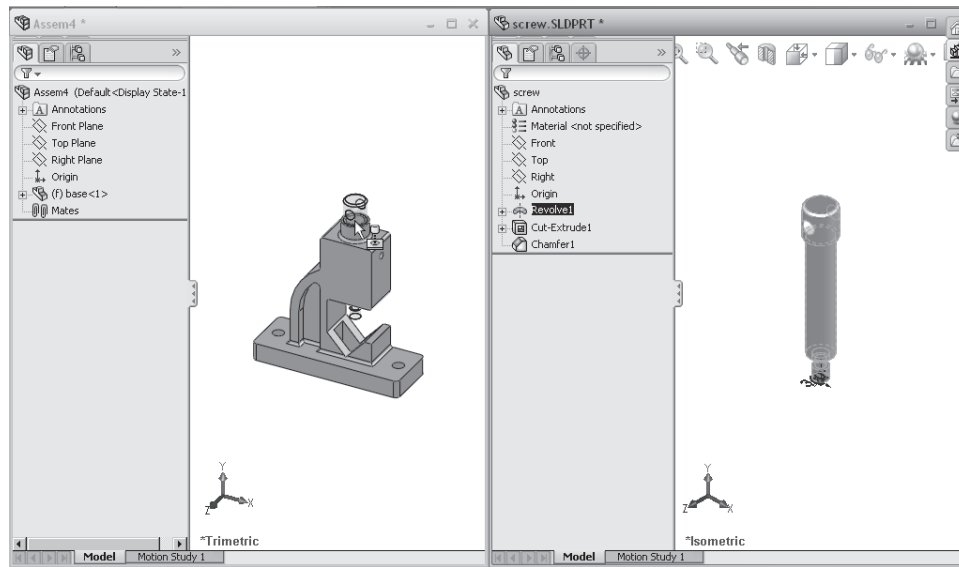 Assem4 *
Assem4 (Default<Display State-1
A Annotations
Front Plane
Top Plane
Right Plane
Origin
(f) base<1>
Mates
Y
X
Z
*Trimetric
Model
Motion Study 1
screw.SLDPRT *
screw
A Annotations
Material <not specified>
Front
Top
Right
Origin
Revolve1
Cut-Extrude1
Chamfer1
Y
X
Z
*Isometric
Model
Motion Study 1